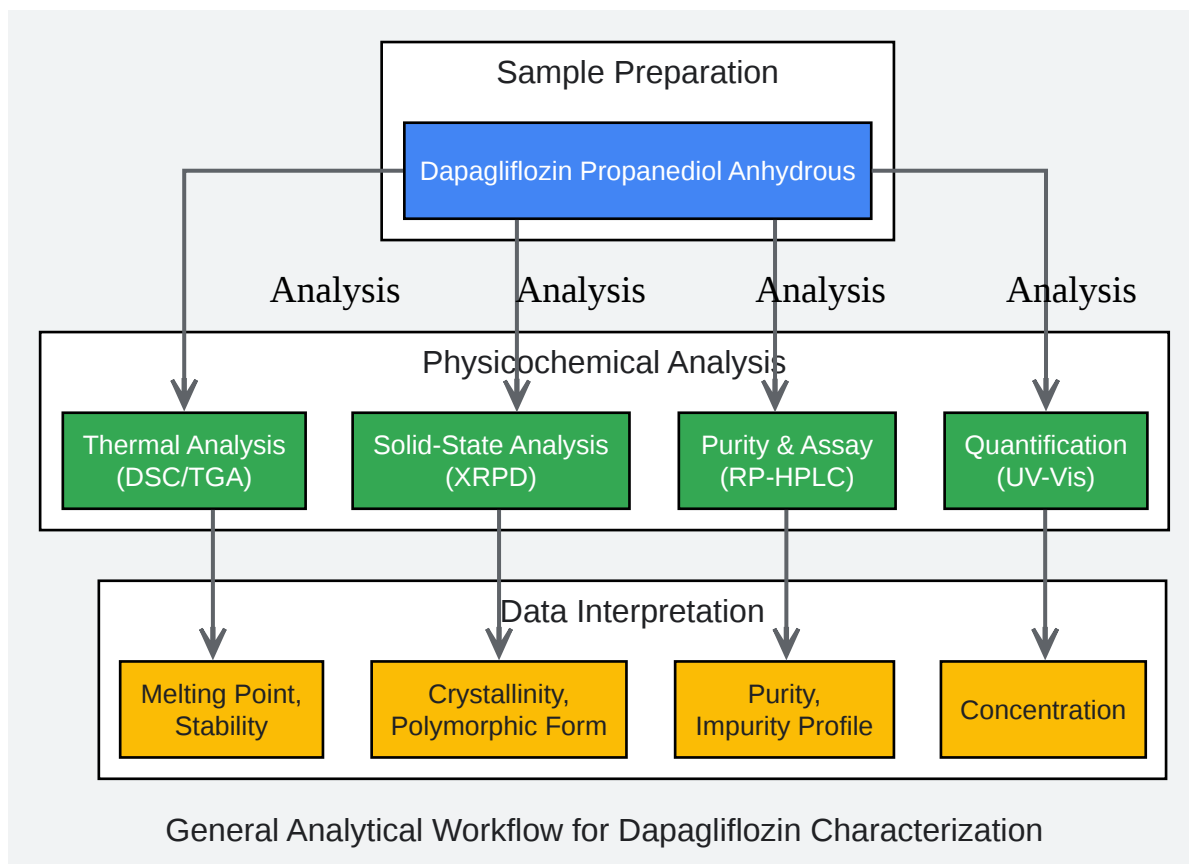 Sample Preparation
Dapagliflozin Propanediol Anhydrous
Analysis Analysis Analysis Analysis
Physicochemical Analysis
Thermal Analysis
(DSC/TGA)
Solid-State Analysis
(XRPD)
Purity & Assay
(RP-HPLC)
Quantification
(UV-Vis)
Data Interpretation
Melting Point,
Stability
Crystallinity,
Polymorphic Form
Purity,
Impurity Profile
Concentration
General Analytical Workflow for Dapagliflozin Characterization